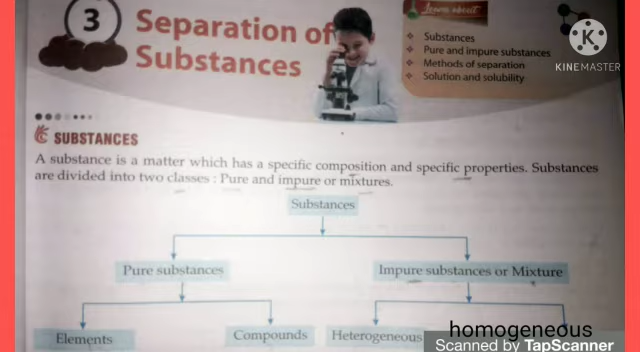 3
Separation of
Substances
Learn about
Substances
Pure and impure substances
Methods of separation
Solution and solubility
K
KINEMASTER
SUBSTANCES
A substance is a matter which has a specific composition and specific properties. Substances
are divided into two classes : Pure and impure or mixtures.
Substances
Pure substances
Impure substances or Mixture
Elements
Compounds
Heterogeneous
homogeneous
Scanned by TapScanner